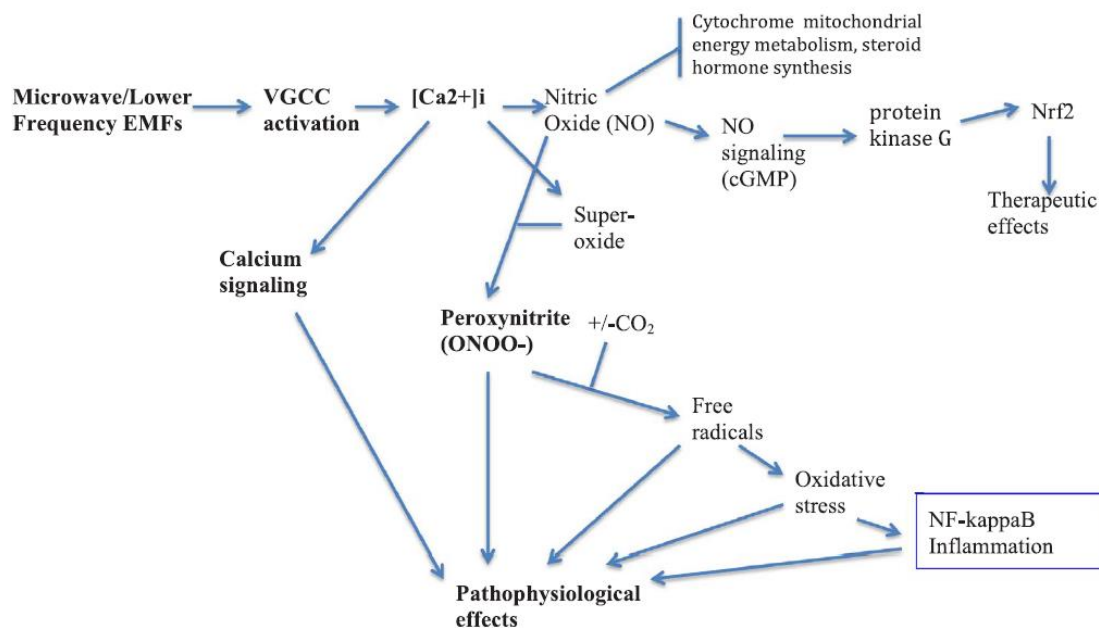 Cytochrome mitochondrial
energy metabolism, steroid
hormone synthesis
Microwave/Lower
Frequency EMFs
VGCC
activation
[Ca2+]i
Nitric
Oxide (NO)
NO
signaling
(cGMP)
protein
kinase G
Nrf2
Therapeutic
effects
Super-
oxide
Calcium
signaling
Peroxynitrite
(ONOO-)
+/-CO₂
Free
radicals
Oxidative
stress
NF-kappaB
Inflammation
Pathophysiological
effects